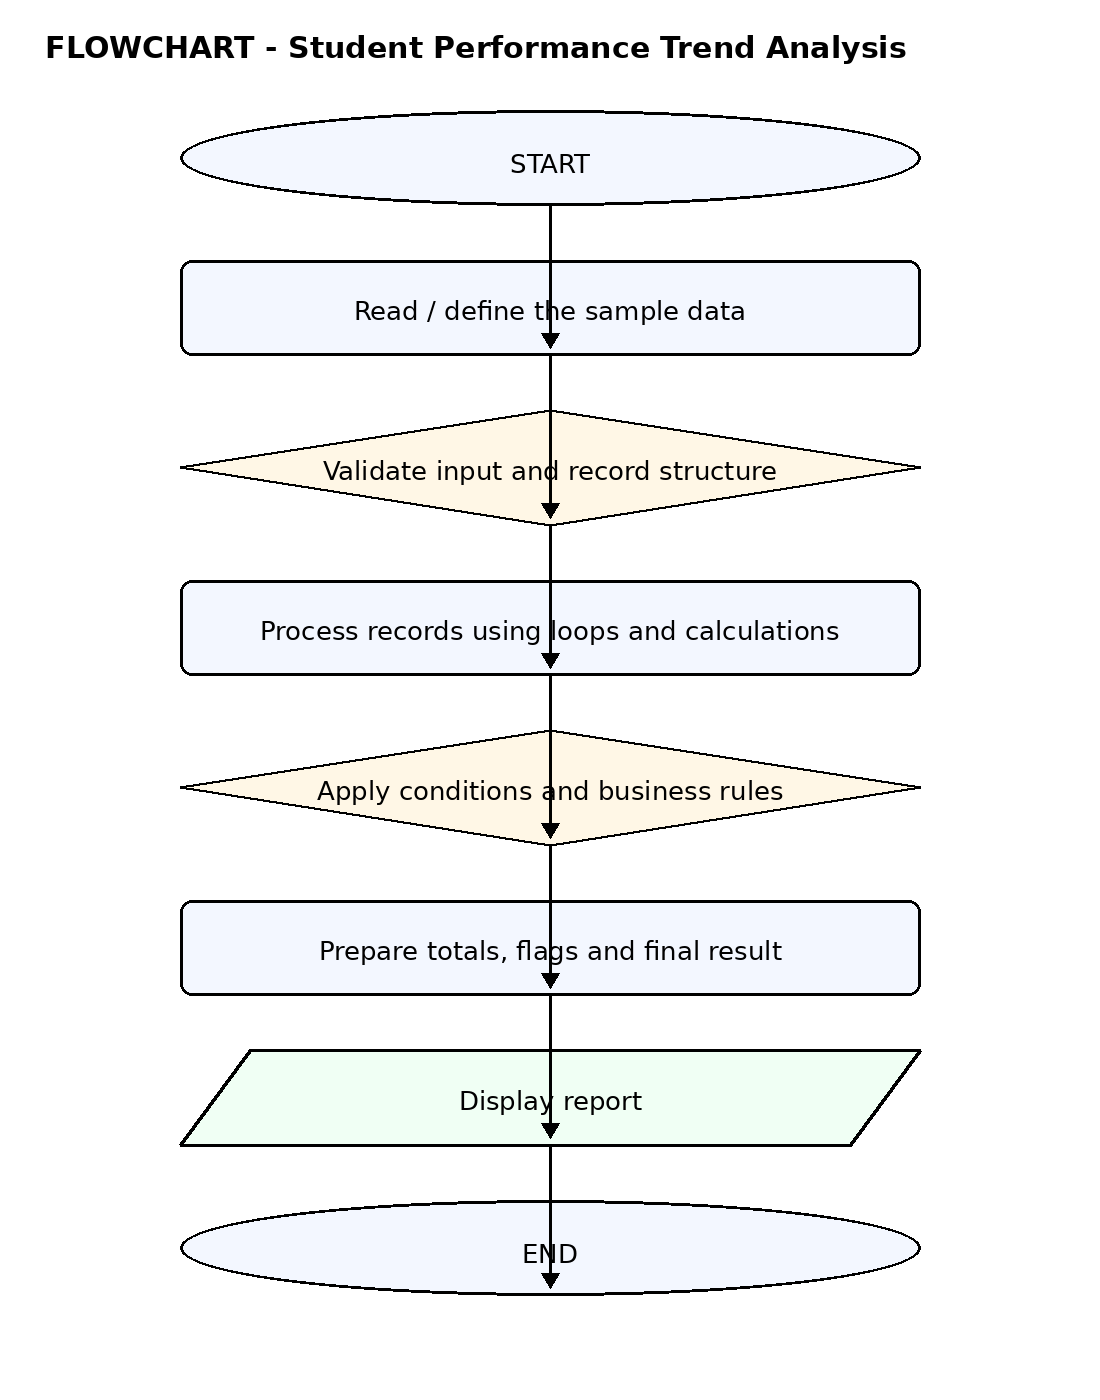 FLOWCHART - Student Performance Trend Analysis
START
Read / define the sample data
Validate input and record structure
Process records using loops and calculations
Apply conditions and business rules
Prepare totals, flags and final result
Display report
END